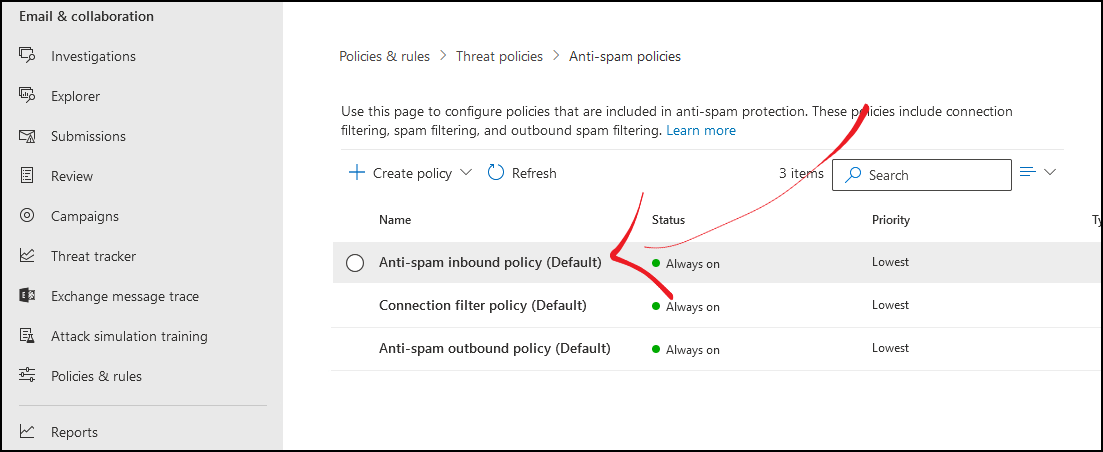 Email & collaboration
Investigations
Explorer
Submissions
Review
Campaigns
Threat tracker
Exchange message trace
Attack simulation training
Policies & rules
Reports
Policies & rules > Threat policies > Anti-spam policies
Use this page to configure policies that are included in anti-spam protection. These policies include connection
filtering, spam filtering, and outbound spam filtering. Learn more
Create policy Refresh 3 items Search
Name Status Priority Ty
Anti-spam inbound policy (Default) Always on Lowest
Connection filter policy (Default) Always on Lowest
Anti-spam outbound policy (Default) Always on Lowest